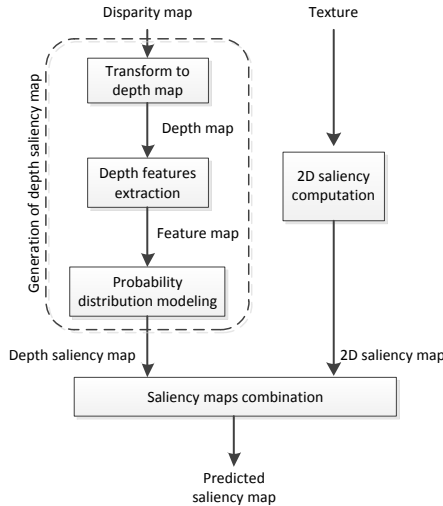 Disparity map
Texture
Generation of depth saliency map
Transform to
depth map
Depth map
Depth features
extraction
2D saliency
computation
Feature map
Probability
distribution modeling
Depth saliency map
2D saliency map
Saliency maps combination
Predicted
saliency map